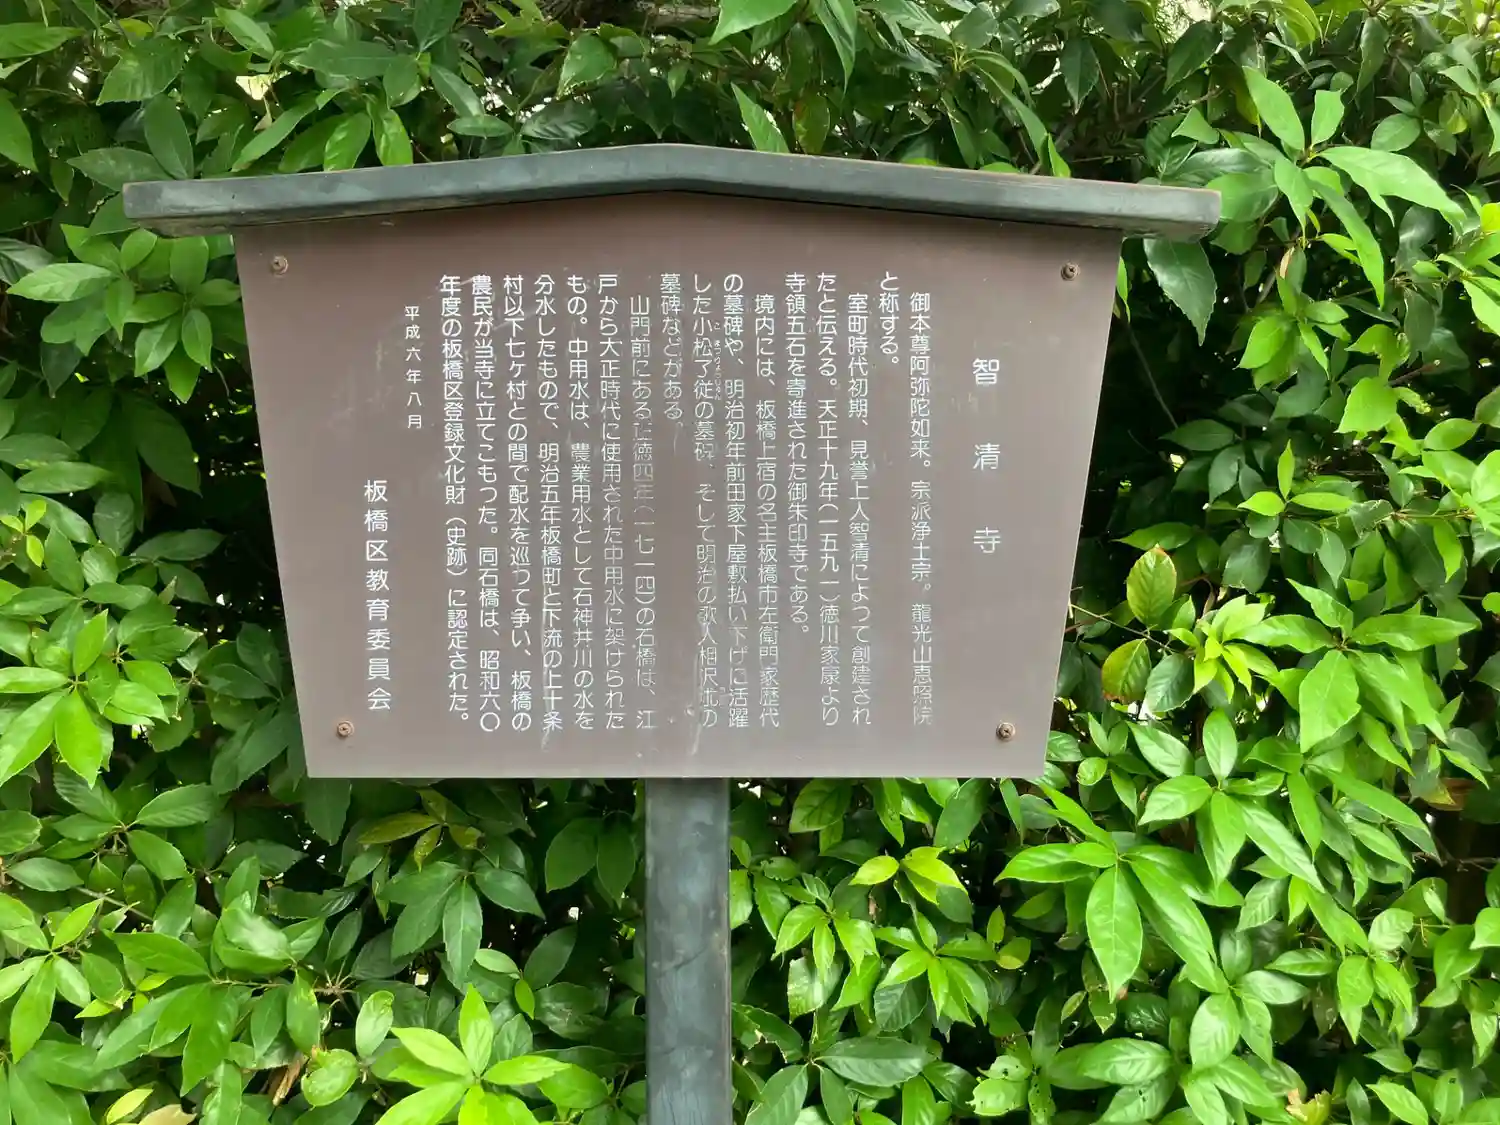 智清寺
御本尊阿弥陀如来。宗派浄土宗。龍光山恵照院
と称する。
室町時代初期、見誉上人智清によって創建され
たと伝える。天正十九年(一五九一)徳川家康より
寺領五石を寄進された御朱印寺である。
境内には、板橋上宿の名主板橋市左衛門家歴代
の墓碑や、明治初年前田家下屋敷払い下げに活躍
した小松了従の墓碑、そして明治の歌人相沢の
墓碑などがある。
山門前にある正徳四年(一七一四)の石橋は、江
戸から大正時代に使用された中用水に架けられた
もの。中用水は、農業用水として石神井川の水を
分水したもので、明治五年板橋町と下流の上十条
村以下七ヶ村との間で配水を巡って争い、板橋の
農民が当寺に立てこもった。同石橋は、昭和六〇
年度の板橋区登録文化財(史跡)に認定された。
平成六年八月
板橋区教育委員会